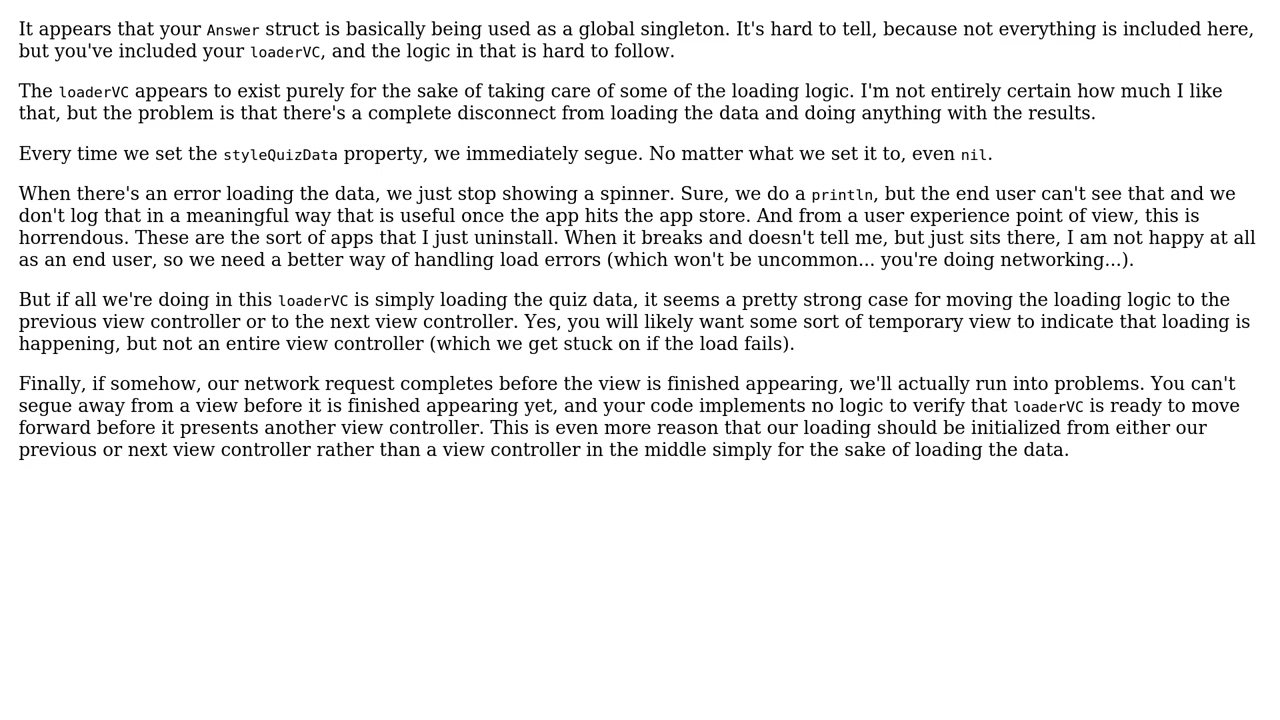 It appears that your Answer struct is basically being used as a global singleton. It's hard to tell, because not everything is included here,
but you've included your loaderVC, and the logic in that is hard to follow.
The loaderVC appears to exist purely for the sake of taking care of some of the loading logic. I'm not entirely certain how much I like
that, but the problem is that there's a complete disconnect from loading the data and doing anything with the results.
Every time we set the styleQuizData property, we immediately segue. No matter what we set it to, even nil.
When there's an error loading the data, we just stop showing a spinner. Sure, we do a println, but the end user can't see that and we
don't log that in a meaningful way that is useful once the app hits the app store. And from a user experience point of view, this is
horrendous. These are the sort of apps that I just uninstall. When it breaks and doesn't tell me, but just sits there, I am not happy at all
as an end user, so we need a better way of handling load errors (which won't be uncommon... you're doing networking...).
But if all we're doing in this loaderVC is simply loading the quiz data, it seems a pretty strong case for moving the loading logic to the
previous view controller or to the next view controller. Yes, you will likely want some sort of temporary view to indicate that loading is
happening, but not an entire view controller (which we get stuck on if the load fails).
Finally, if somehow, our network request completes before the view is finished appearing, we'll actually run into problems. You can't
segue away from a view before it is finished appearing yet, and your code implements no logic to verify that loaderVC is ready to move
forward before it presents another view controller. This is even more reason that our loading should be initialized from either our
previous or next view controller rather than a view controller in the middle simply for the sake of loading the data.